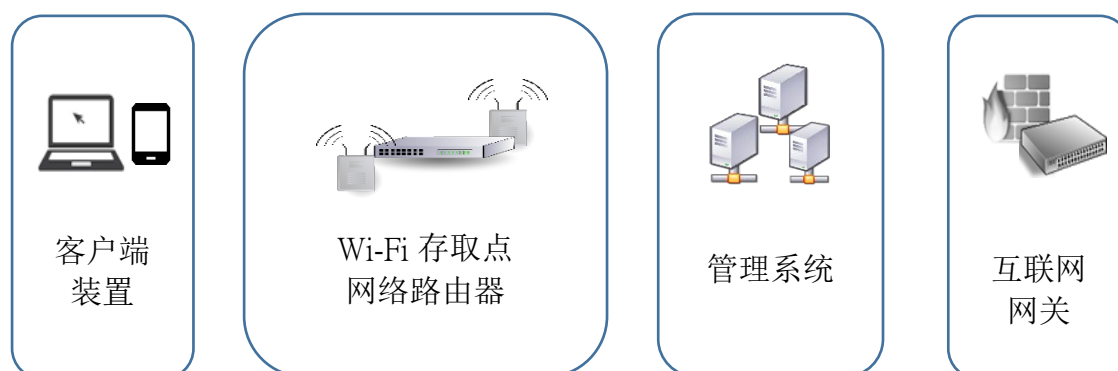 客户端
装置
Wi-Fi 存取点
网络路由器
管理系统
互联网
网关